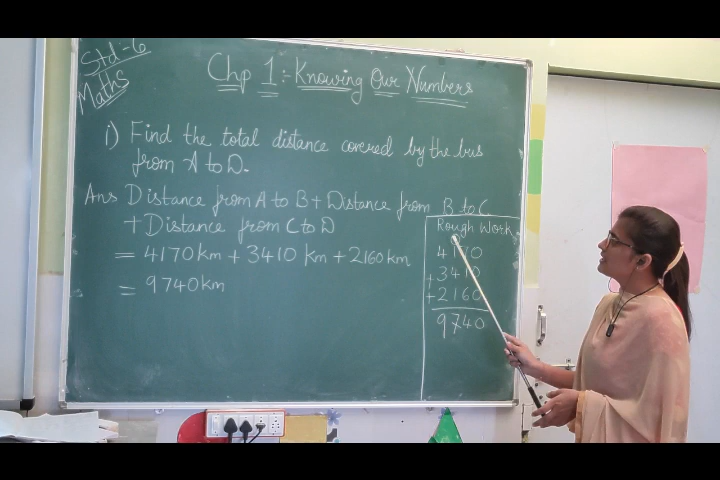 Std:-6
Maths
Chp 1:- Knowing Our Numbers
i) Find the total distance covered by the bus
from A to D.
Ans Distance from A to B + Distance from B to C
+ Distance from C to D
= 4170 km + 3410 km + 2160 km
= 9740 km
Rough Work
4170
+ 3410
+ 2160
9740